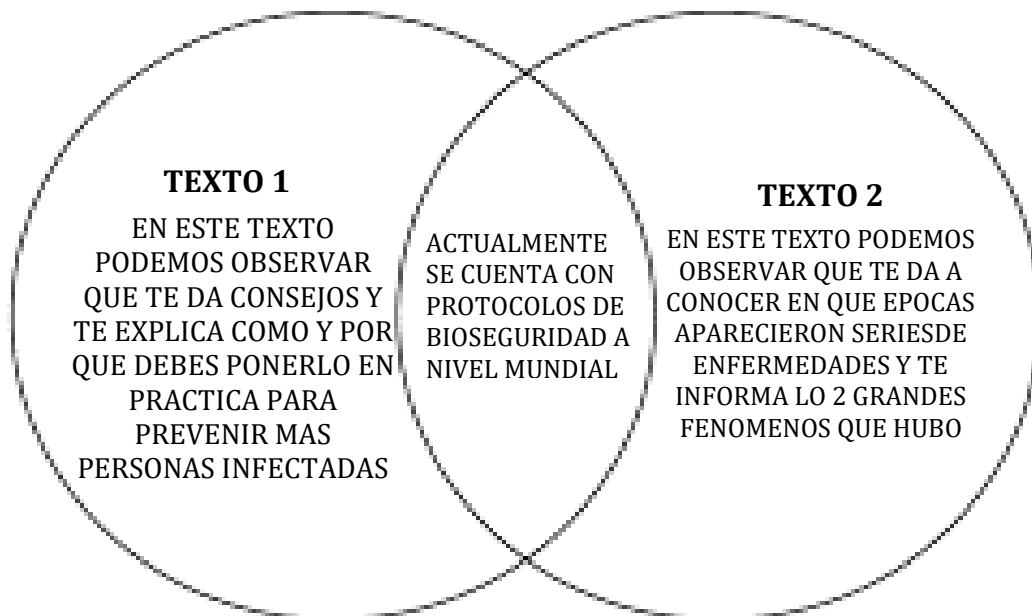 TEXTO 1
EN ESTE TEXTO
PODEMOS OBSERVAR
QUE TE DA CONSEJOS Y
TE EXPLICA COMO Y POR
QUE DEBES PONERLO EN
PRACTICA PARA
PREVENIR MAS
PERSONAS INFECTADAS
ACTUALMENTE
SE CUENTA CON
PROTOCOLOS DE
BIOSEGURIDAD A
NIVEL MUNDIAL
TEXTO 2
EN ESTE TEXTO PODEMOS
OBSERVAR QUE TE DA A
CONOCER EN QUE EPOCAS
APARECIERON SERIESDE
ENFERMEDADES Y TE
INFORMA LO 2 GRANDES
FENOMENOS QUE HUBO